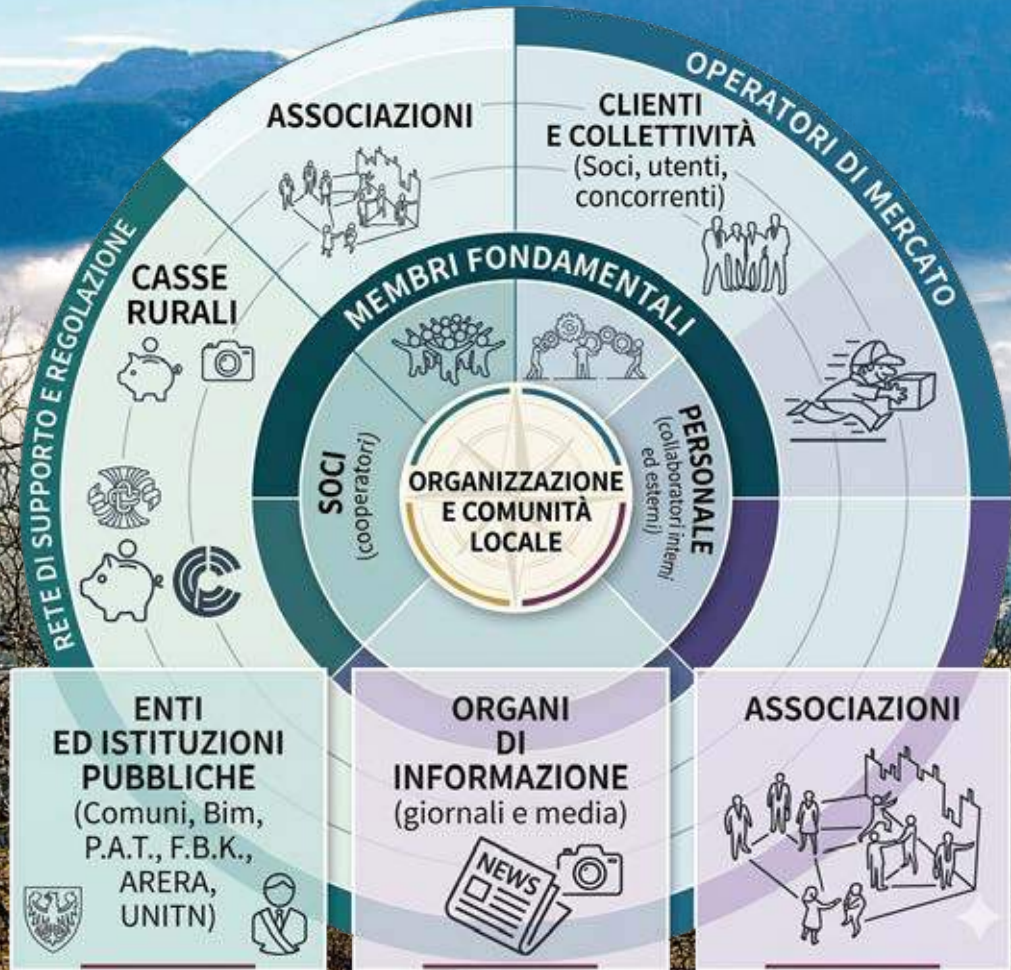 OPERATORI DI MERCATO
ASSOCIAZIONI
CLIENTI
E COLLETTIVITÀ
(Soci, utenti,
concorrenti)
RETE DI SUPPORTO E REGOLAZIONE
CASSE
RURALI
MEMBRI FONDAMENTALI
SOCI
(cooperatori)
ORGANIZZAZIONE
E COMUNITÀ
LOCALE
PERSONALE
(collaboratori interni
ed esterni)
ENTI
ED ISTITUZIONI
PUBBLICHE
(Comuni, Bim,
P.A.T., F.B.K.,
ARERA,
UNITN)
ORGANI
DI
INFORMAZIONE
(giornali e media)
NEWS
ASSOCIAZIONI